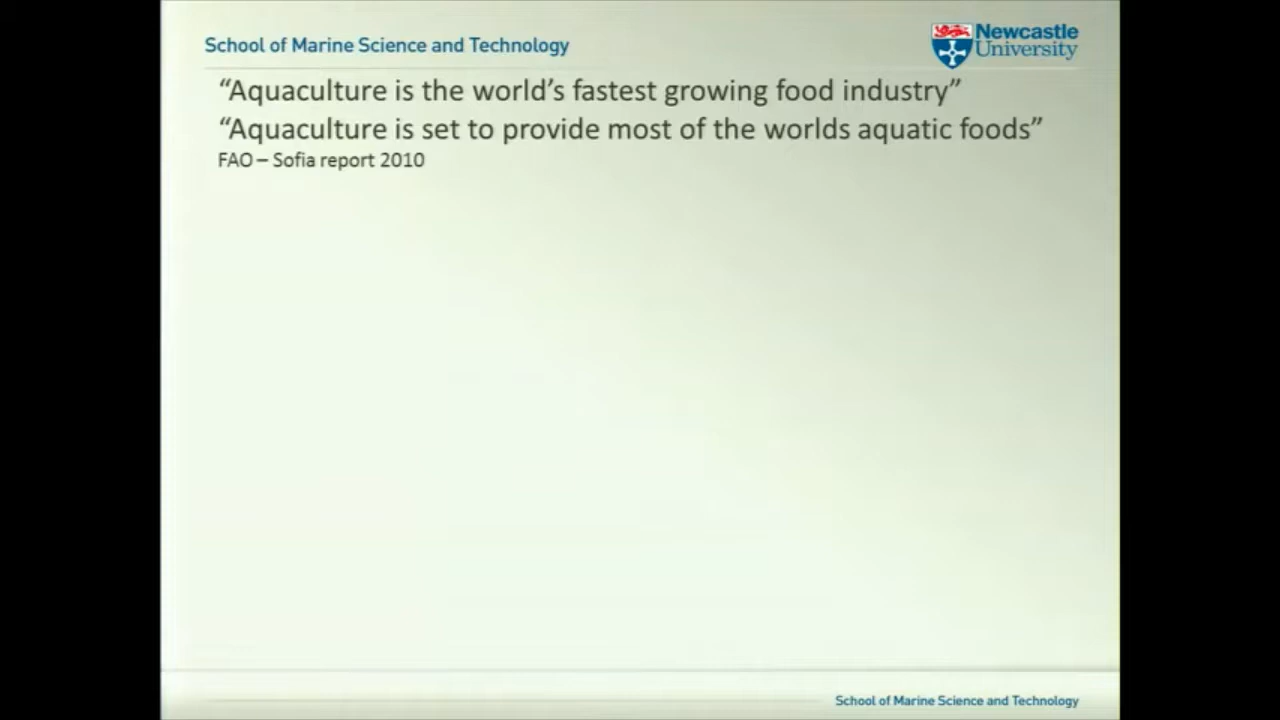 School of Marine Science and Technology
Newcastle
University
“Aquaculture is the world’s fastest growing food industry”
“Aquaculture is set to provide most of the worlds aquatic foods”
FAO – Sofia report 2010
School of Marine Science and Technology